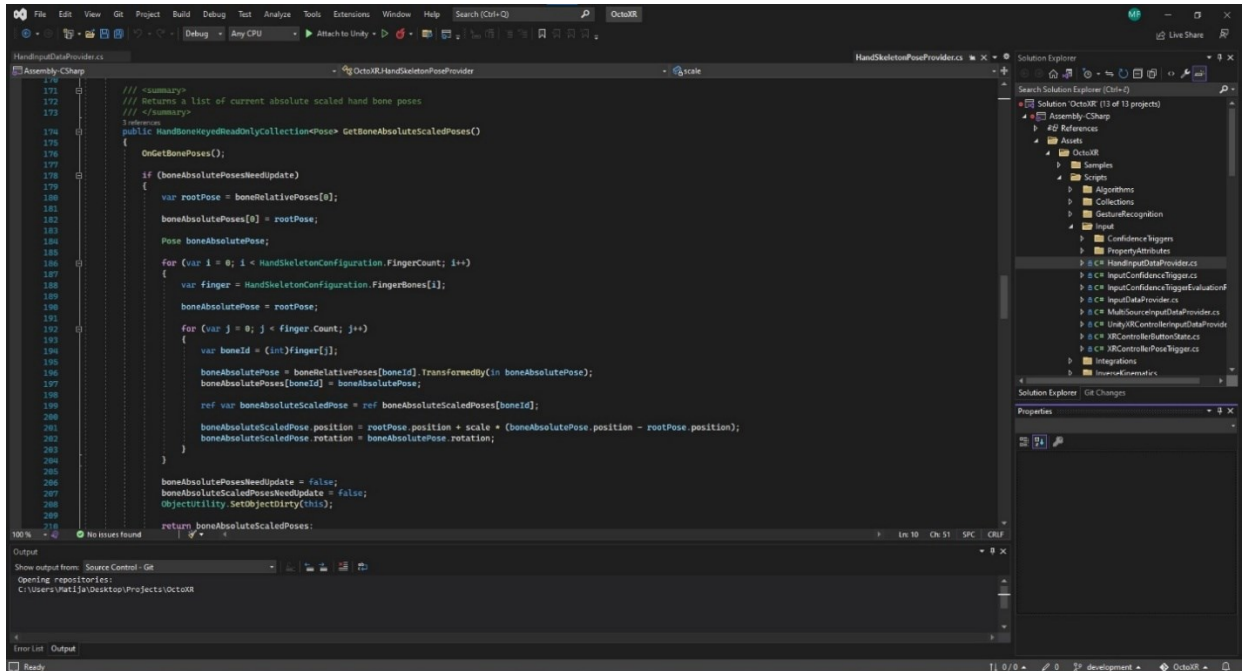 File Edit View Git Project Build Debug Test Analyze Tools Extensions Window Help Search (Ctrl+Q) OctoXR MF
Debug Any CPU Attach to Unity Live Share
HandInputDataProvider.cs HandSkeletonPoseProvider.cs
Assembly-CSharp OctoXR.HandSkeletonPoseProvider scale
170
171 /// <summary>
172 /// Returns a list of current absolute scaled hand bone poses
173 /// </summary>
3 references
174 public HandBoneKeyedReadOnlyCollection<Pose> GetBoneAbsoluteScaledPoses()
175 {
176 OnGetBonePoses();
177
178 if (boneAbsolutePosesNeedUpdate)
179 {
180 var rootPose = boneRelativePoses[0];
181
182 boneAbsolutePoses[0] = rootPose;
183
184 Pose boneAbsolutePose;
185
186 for (var i = 0; i < HandSkeletonConfiguration.FingerCount; i++)
187 {
188 var finger = HandSkeletonConfiguration.FingerBones[i];
189
190 boneAbsolutePose = rootPose;
191
192 for (var j = 0; j < finger.Count; j++)
193 {
194 var boneId = (int)finger[j];
195
196 boneAbsolutePose = boneRelativePoses[boneId].TransformedBy(in boneAbsolutePose);
197 boneAbsolutePoses[boneId] = boneAbsolutePose;
198
199 ref var boneAbsoluteScaledPose = ref boneAbsoluteScaledPoses[boneId];
200
201 boneAbsoluteScaledPose.position = rootPose.position + scale * (boneAbsolutePose.position - rootPose.position);
202 boneAbsoluteScaledPose.rotation = boneAbsolutePose.rotation;
203 }
204 }
205
206 boneAbsolutePosesNeedUpdate = false;
207 boneAbsoluteScaledPosesNeedUpdate = false;
208 ObjectUtility.SetObjectDirty(this);
209
210 return boneAbsoluteScaledPoses;
100 % No issues found Ln: 10 Ch: 51 SPC CRLF
Output
Show output from: Source Control - Git
Opening repositories:
C:\Users\Matija\Desktop\Projects\OctoXR
Error List Output
Solution Explorer
Search Solution Explorer (Ctrl+č)
Solution 'OctoXR' (13 of 13 projects)
Assembly-CSharp
References
Assets
OctoXR
Samples
Scripts
Algorithms
Collections
GestureRecognition
Input
ConfidenceTriggers
PropertyAttributes
C# HandInputDataProvider.cs
C# InputConfidenceTrigger.cs
C# InputConfidenceTriggerEvaluationF
C# InputDataProvider.cs
C# MultiSourceInputDataProvider.cs
C# UnityXRControllerInputDataProvide
C# XRControllerButtonState.cs
C# XRControllerPoseTrigger.cs
Integrations
InverseKinematics
Solution Explorer Git Changes
Properties
Ready 0 / 0 0 development OctoXR